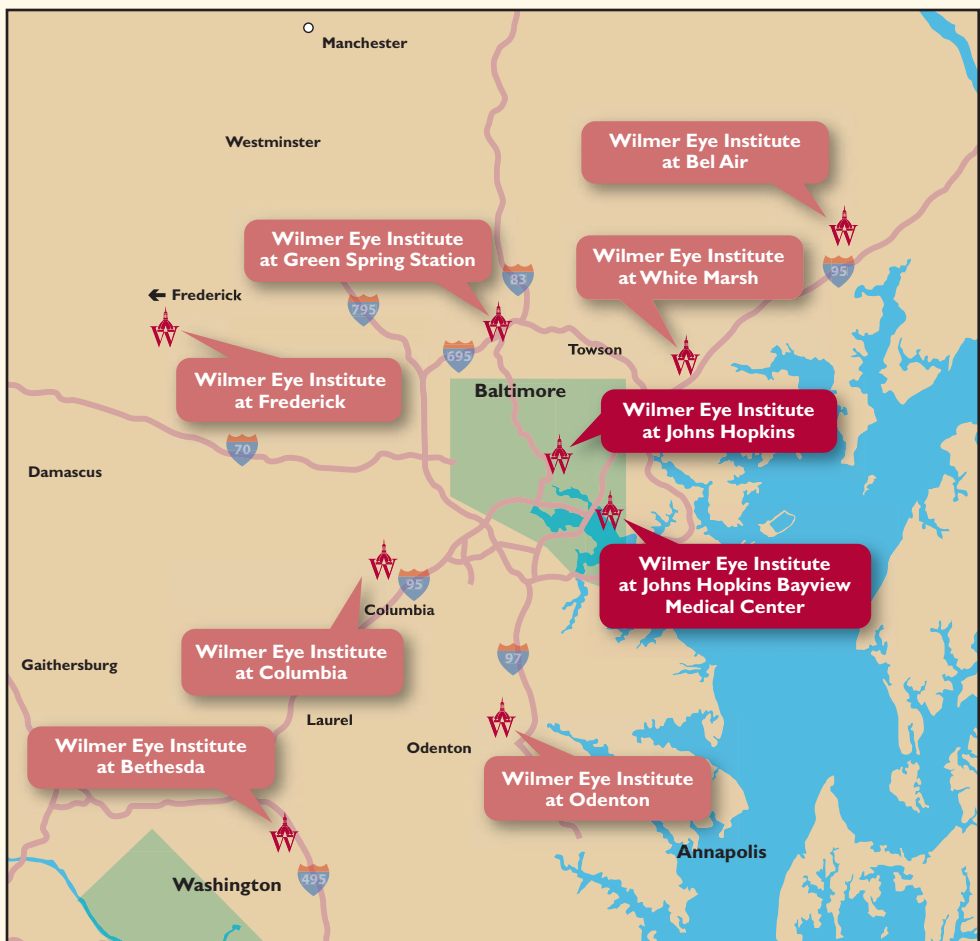 Manchester
Westminster
Wilmer Eye Institute
at Bel Air
Wilmer Eye Institute
at Green Spring Station
Wilmer Eye Institute
at White Marsh
83
95
Frederick
795
695
Towson
Wilmer Eye Institute
at Frederick
Baltimore
Wilmer Eye Institute
at Johns Hopkins
70
Damascus
Wilmer Eye Institute
at Johns Hopkins Bayview
Medical Center
95
Columbia
Wilmer Eye Institute
at Columbia
97
Gaithersburg
Laurel
Odenton
Wilmer Eye Institute
at Bethesda
Wilmer Eye Institute
at Odenton
Annapolis
Washington
495